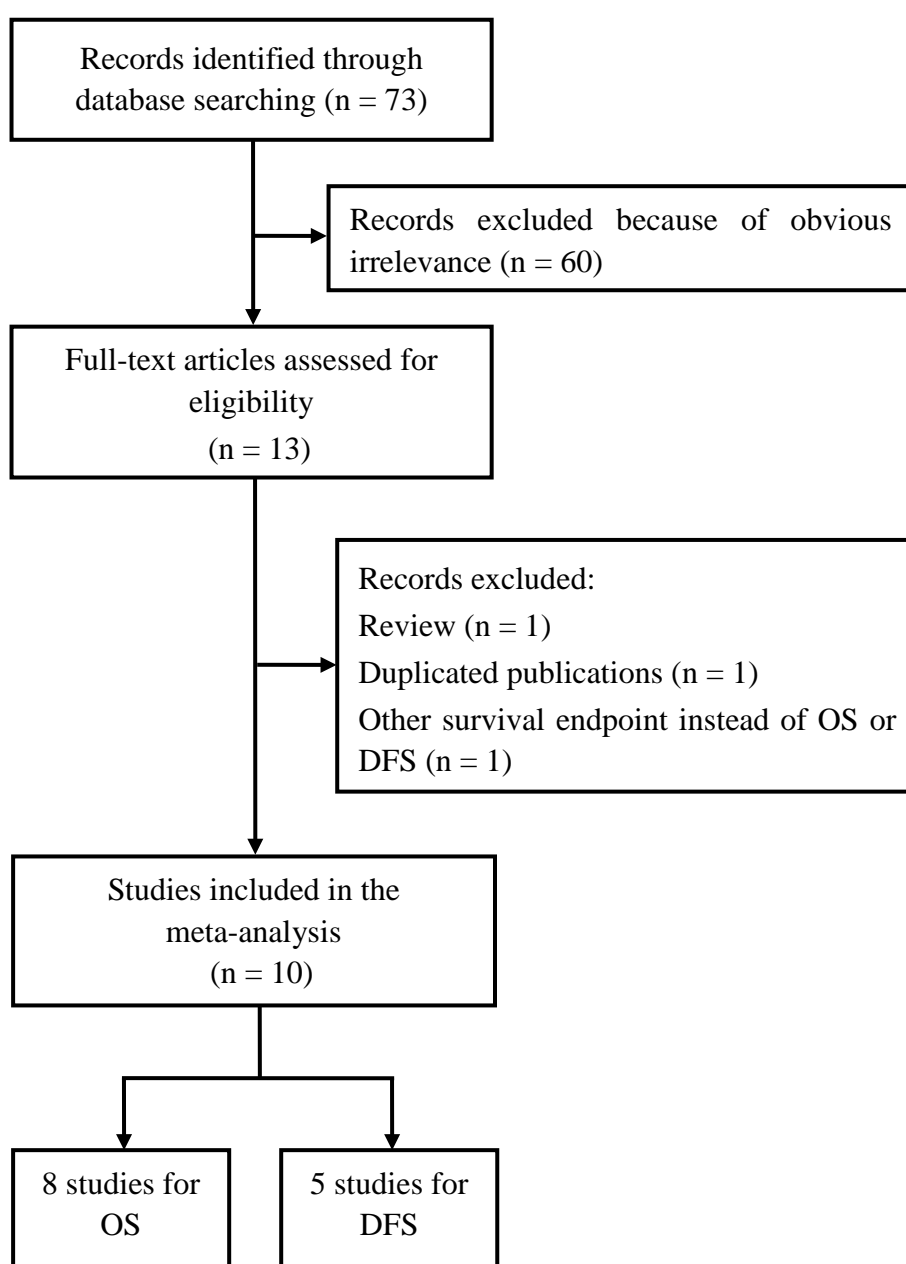 Records identified through
database searching (n = 73)
Records excluded because of obvious
irrelevance (n = 60)
Full-text articles assessed for
eligibility
(n = 13)
Records excluded:
Review (n = 1)
Duplicated publications (n = 1)
Other survival endpoint instead of OS or
DFS (n = 1)
Studies included in the
meta-analysis
(n = 10)
8 studies for
OS
5 studies for
DFS